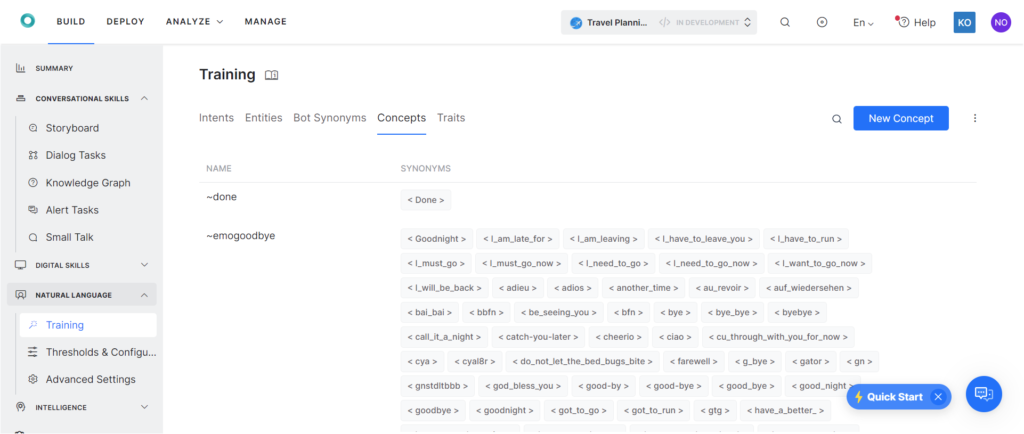 BUILD DEPLOY ANALYZE MANAGE Travel Planni... </> IN DEVELOPMENT En Help KO NO
SUMMARY
CONVERSATIONAL SKILLS
Storyboard
Dialog Tasks
Knowledge Graph
Alert Tasks
Small Talk
DIGITAL SKILLS
NATURAL LANGUAGE
Training
Thresholds & Configu...
Advanced Settings
INTELLIGENCE
Training
Intents Entities Bot Synonyms Concepts Traits New Concept
NAME SYNONYMS
~done < Done >
~emogoodbye < Goodnight > < I_am_late_for > < I_am_leaving > < I_have_to_leave_you > < I_have_to_run >
< I_must_go > < I_must_go_now > < I_need_to_go > < I_need_to_go_now > < I_want_to_go_now >
< I_will_be_back > < adieu > < adios > < another_time > < au_revoir > < auf_wiedersehen >
< bai_bai > < bbfn > < be_seeing_you > < bfn > < bye > < bye_bye > < byebye >
< call_it_a_night > < catch-you-later > < cheerio > < ciao > < cu_through_with_you_for_now >
< cya > < cyal8r > < do_not_let_the_bed_bugs_bite > < farewell > < g_bye > < gator > < gn >
< gnstdltbbb > < god_bless_you > < good-by > < good-bye > < good_bye > < good_night >
< goodbye > < goodnight > < got_to_go > < got_to_run > < gtg > < have_a_better_ >
Quick Start